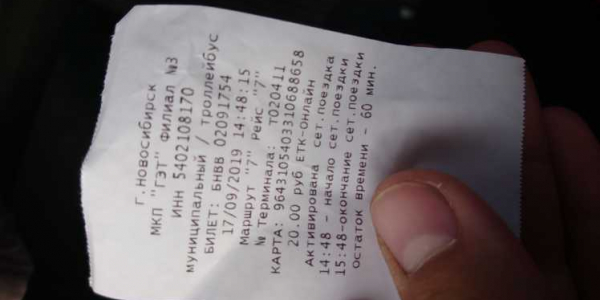 г.Новосибирск
МКП "ГЭТ" Филиал №3
ИНН 5402108170
муниципальный / троллейбус
БИЛЕТ: БНВВ 02091754
17/09/2019 14:48:15
Маршрут "7" Рейс "7"
№ Терминала: Т020411
КАРТА: 96431054033310688658
20.00 руб ЕТК-онлайн
Активирована сет.поездка
14:48 - начало сет.поездки
15:48-окончание сет.поездки
остаток времени - 60 мин.